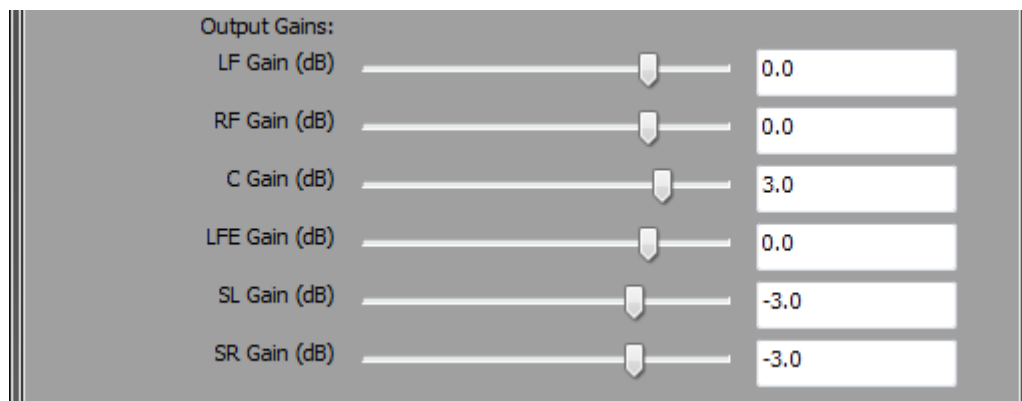 Output Gains:
LF Gain (dB) 0.0
RF Gain (dB) 0.0
C Gain (dB) 3.0
LFE Gain (dB) 0.0
SL Gain (dB) -3.0
SR Gain (dB) -3.0